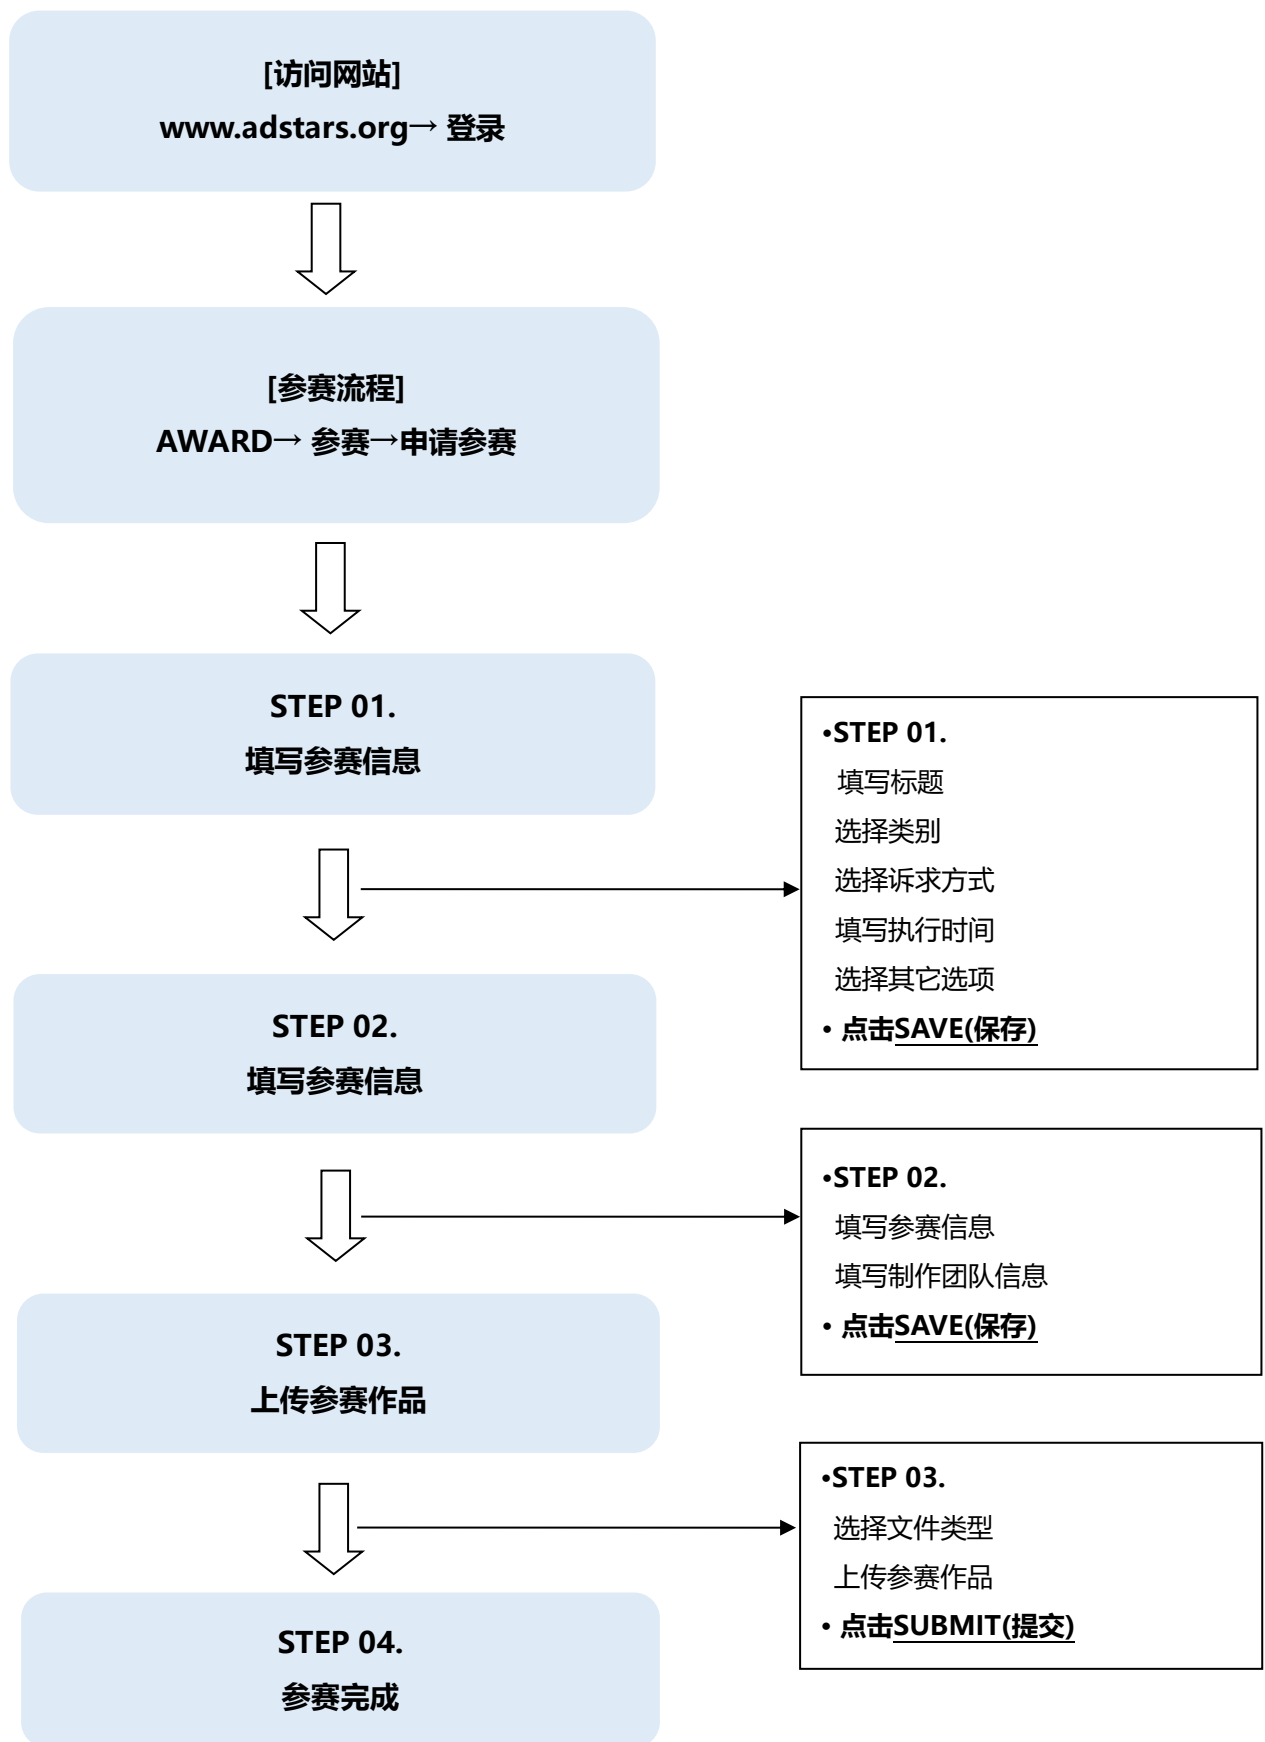 [访问网站]
www.adstars.org→ 登录
[参赛流程]
AWARD→ 参赛→申请参赛
STEP 01.
填写参赛信息
•STEP 01.
填写标题
选择类别
选择诉求方式
填写执行时间
选择其它选项
• 点击SAVE(保存)
STEP 02.
填写参赛信息
•STEP 02.
填写参赛信息
填写制作团队信息
• 点击SAVE(保存)
STEP 03.
上传参赛作品
•STEP 03.
选择文件类型
上传参赛作品
• 点击SUBMIT(提交)
STEP 04.
参赛完成